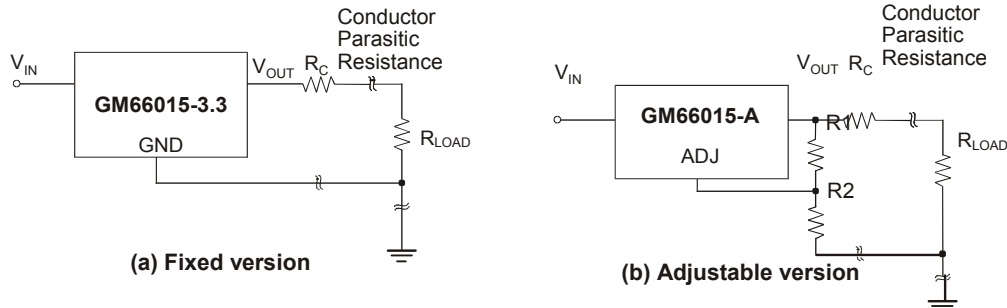 Conductor
Parasitic
Resistance
V_IN
V_OUT R_C
GM66015-3.3
GND
R_LOAD
(a) Fixed version
Conductor
Parasitic
Resistance
V_IN
V_OUT R_C
GM66015-A
R1
ADJ
R_LOAD
R2
(b) Adjustable version